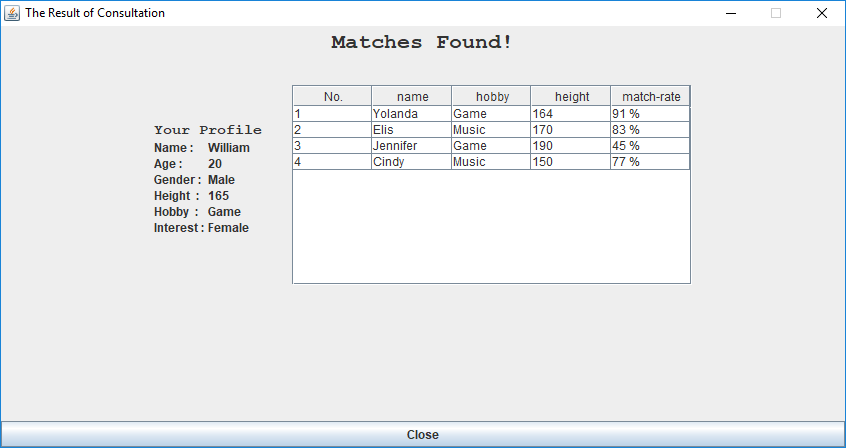 The Result of Consultation
Matches Found!
Your Profile
Name : William
Age : 20
Gender : Male
Height : 165
Hobby : Game
Interest : Female
No. name hobby height match-rate
1 Yolanda Game 164 91 %
2 Elis Music 170 83 %
3 Jennifer Game 190 45 %
4 Cindy Music 150 77 %
Close